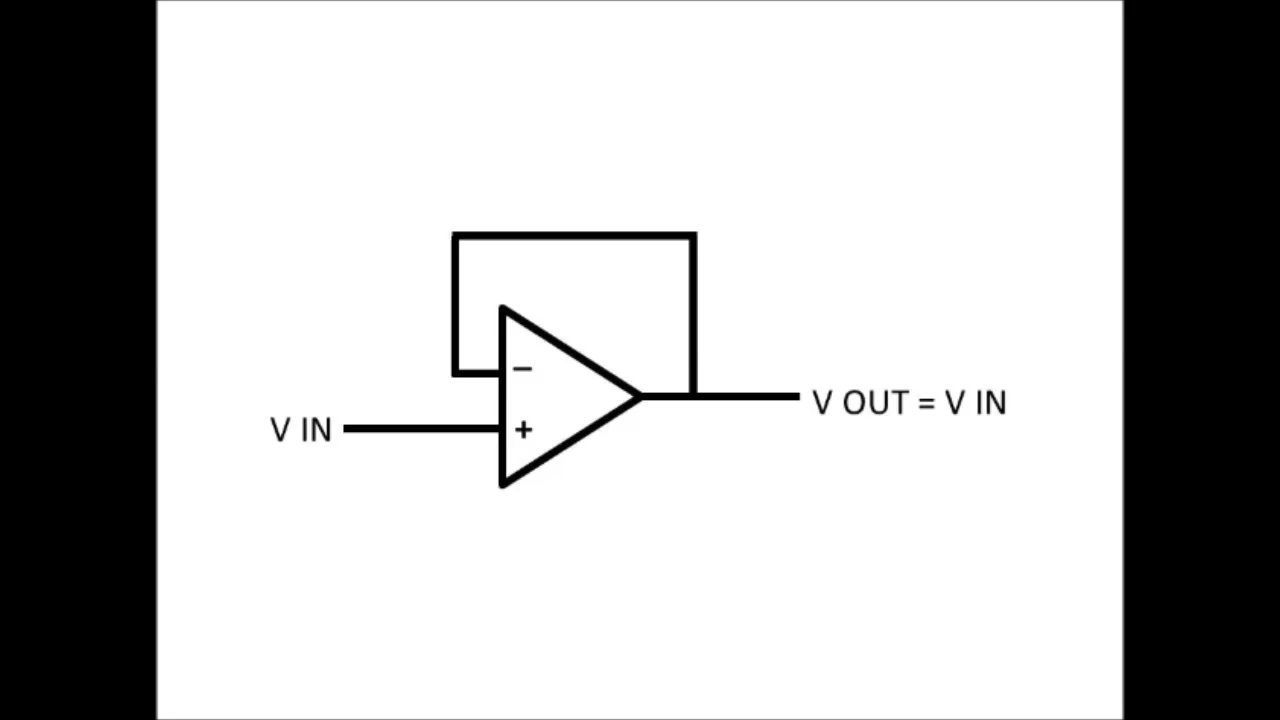 −
V IN
+
V OUT = V IN